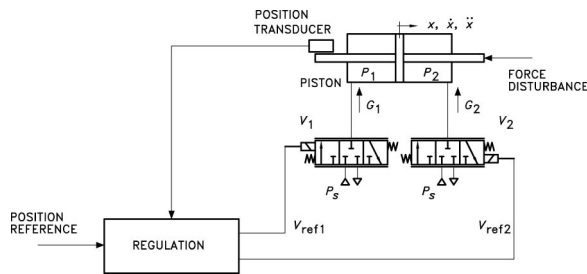 POSITION
TRANSDUCER
x, ẋ, ẍ
PISTON
P1
P2
FORCE
DISTURBANCE
G1
G2
V1
V2
Ps
Ps
POSITION
REFERENCE
REGULATION
Vref1
Vref2